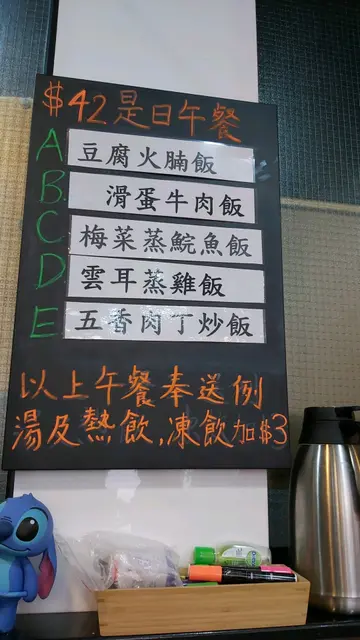 $42是日午餐
A 豆腐火腩飯
B. 滑蛋牛肉飯
C 梅菜蒸鯇魚飯
D 雲耳蒸雞飯
E 五香肉丁炒飯
以上午餐奉送例
湯及熱飲,凍飲加$3